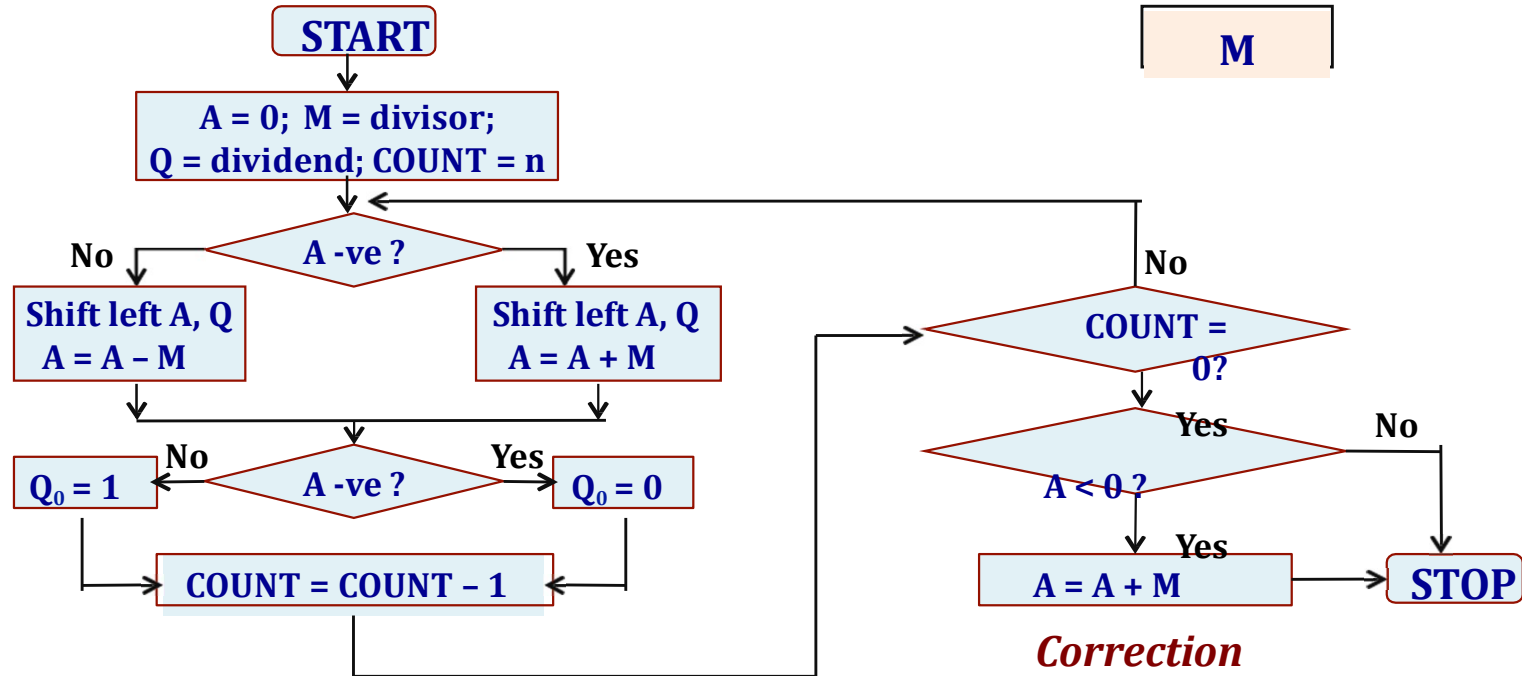 START
M
A = 0; M = divisor;
Q = dividend; COUNT = n
A -ve ?
No
Yes
Shift left A, Q
A = A – M
Shift left A, Q
A = A + M
No
COUNT =
0?
Yes
No
A < 0 ?
No
Yes
A -ve ?
Q₀ = 1
Q₀ = 0
COUNT = COUNT – 1
Yes
A = A + M
STOP
Correction